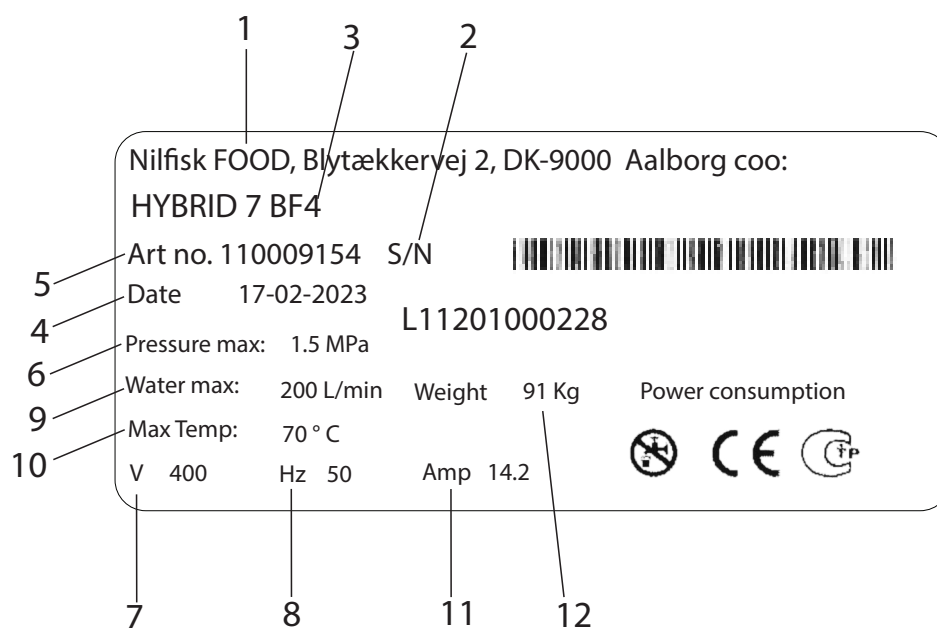 1
3
2
Nilfisk FOOD, Blytækkervej 2, DK-9000 Aalborg coo:
HYBRID 7 BF4
5
Art no. 110009154 S/N
4
Date 17-02-2023
L11201000228
6
Pressure max: 1.5 MPa
9
Water max: 200 L/min Weight 91 Kg Power consumption
10
Max Temp: 70 ° C
V 400 Hz 50 Amp 14.2
CE
CTP
7
8
11
12